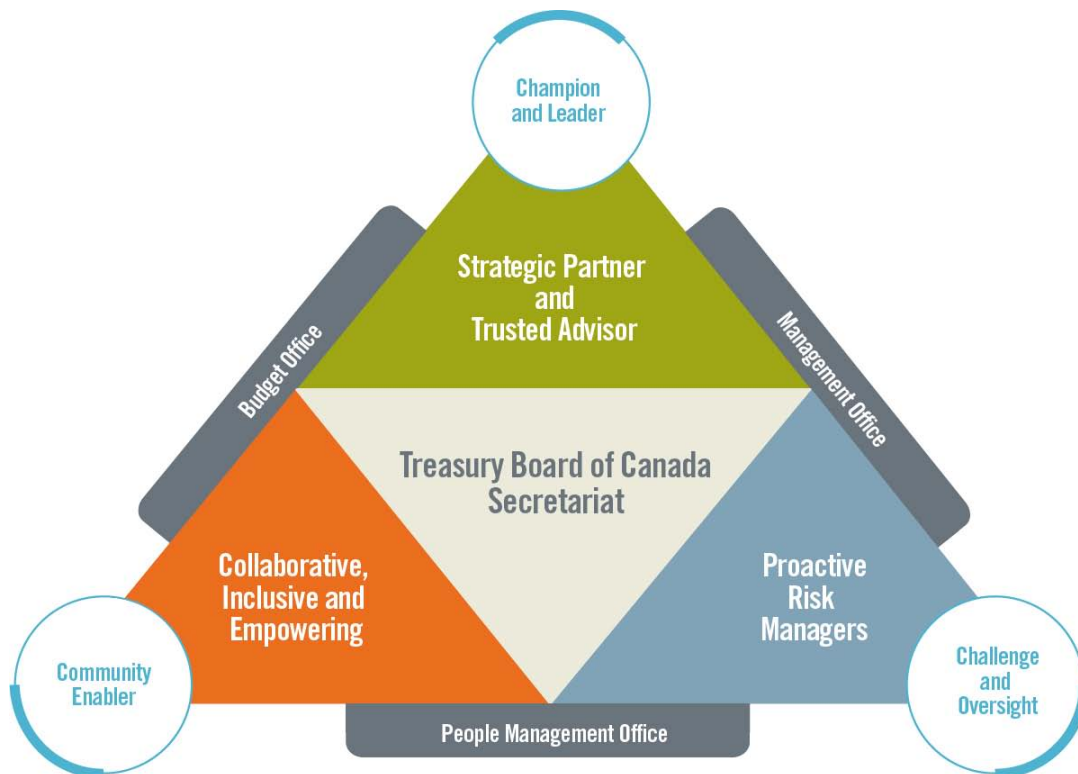 Champion
and Leader
Strategic Partner
and
Trusted Advisor
Budget Office
Management Office
Treasury Board of Canada
Secretariat
Collaborative,
Inclusive and
Empowering
Proactive
Risk
Managers
Community
Enabler
Challenge
and
Oversight
People Management Office